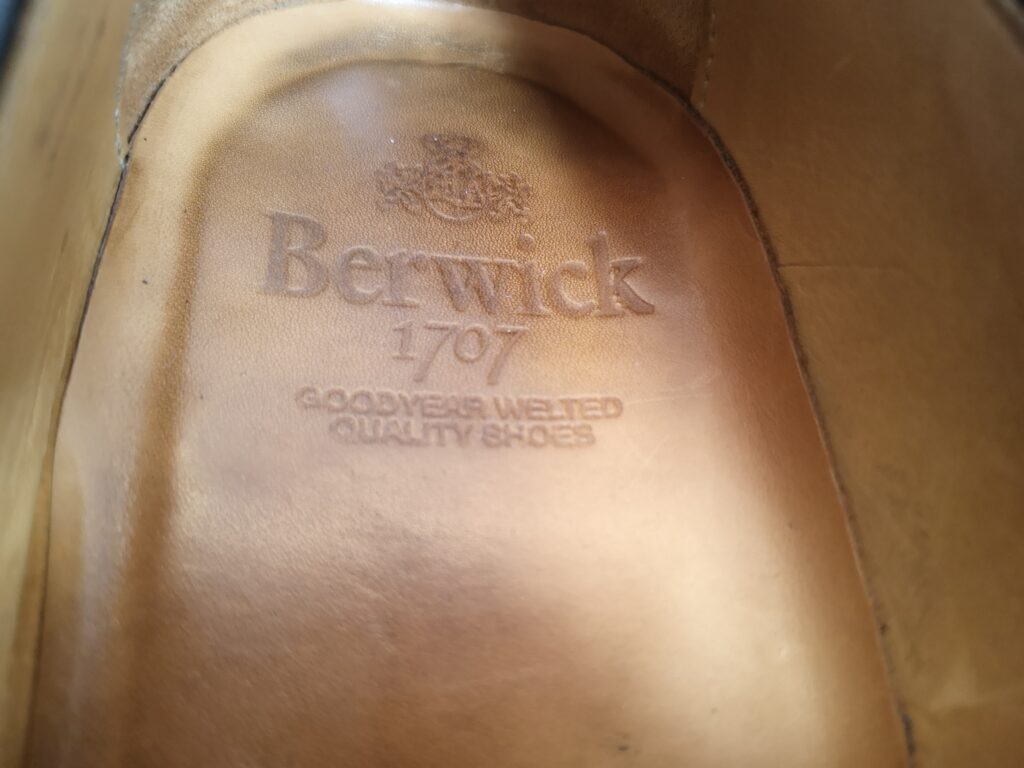 Berwick
1707
GOODYEAR WELTED
QUALITY SHOES